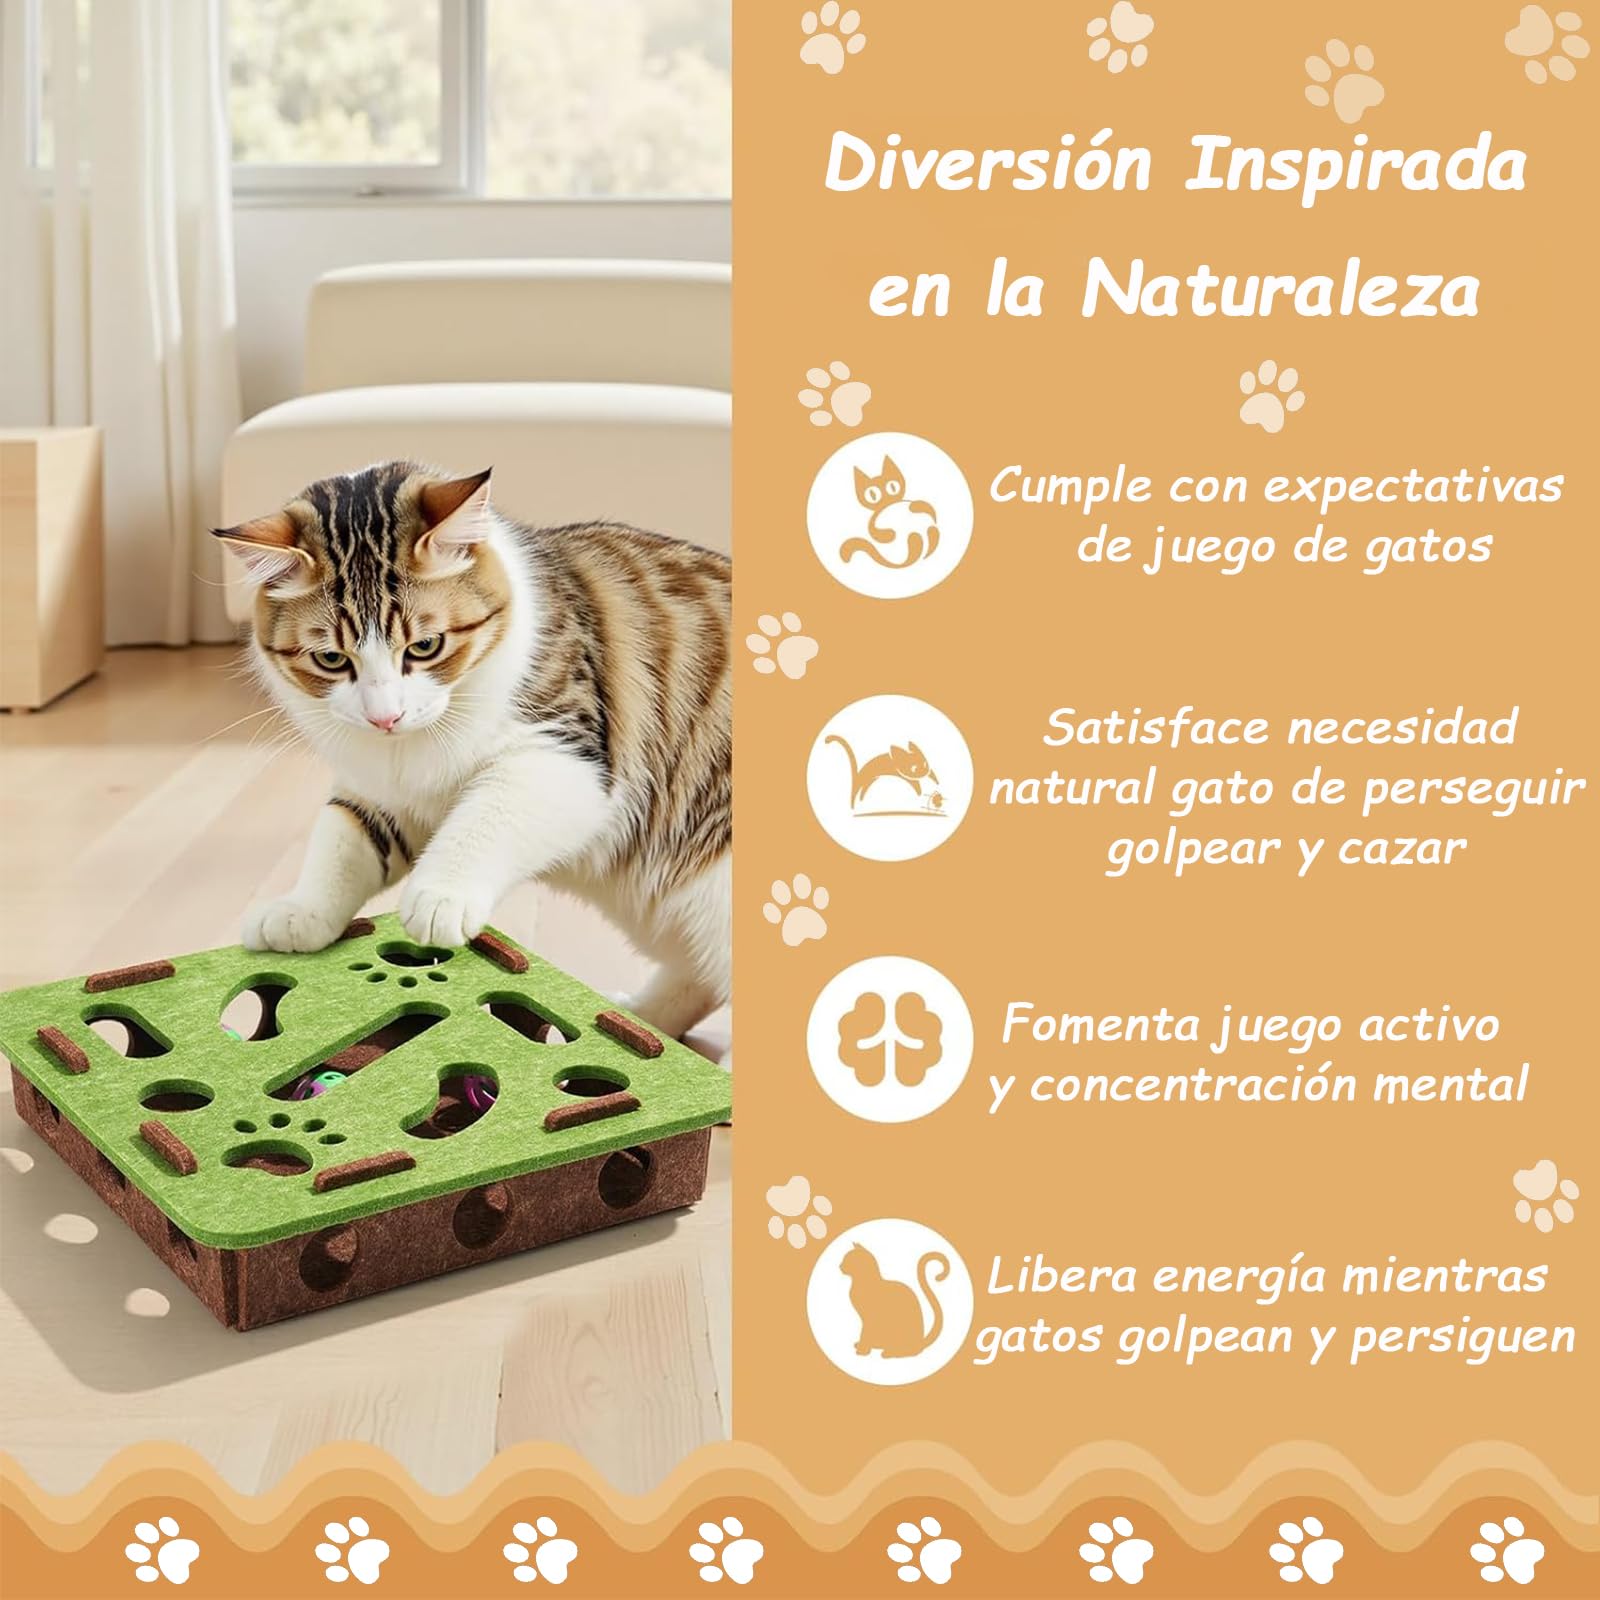 Diversión Inspirada
en la Naturaleza
Cumple con expectativas
de juego de gatos
Satisface necesidad
natural gato de perseguir
golpear y cazar
Fomenta juego activo
y concentración mental
Libera energía mientras
gatos golpean y persiguen